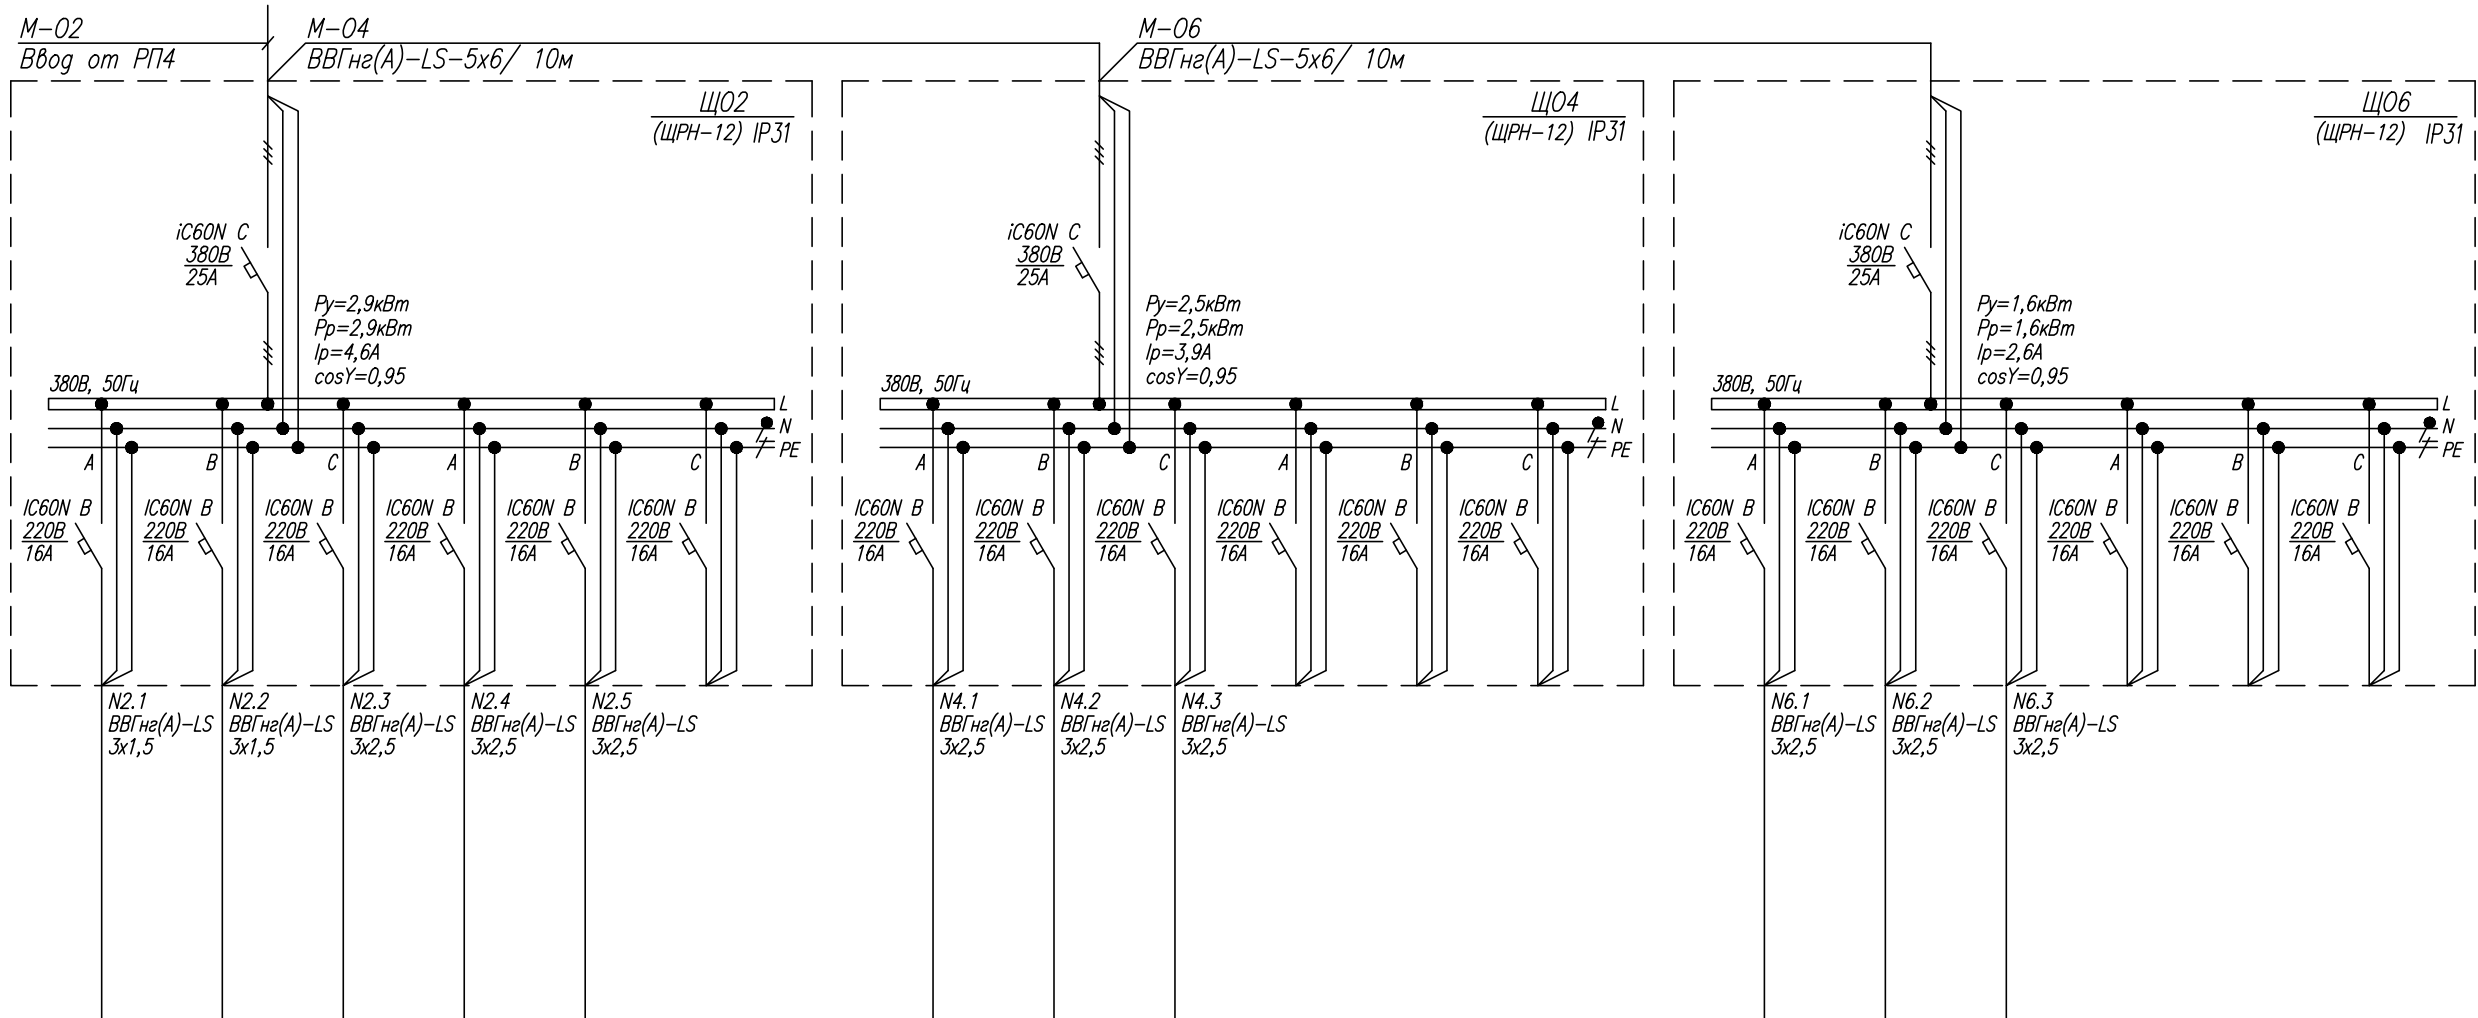 М-02
Ввод от РП4
М-04
ВВГнг(А)-LS-5х6/ 10м
М-06
ВВГнг(А)-LS-5х6/ 10м
ЩО2
(ЩРН-12) IP31
iC60N C
380В
25А
Ру=2,9кВт
Рр=2,9кВт
Iр=4,6А
cosY=0,95
380В, 50Гц
L
N
PE
A
B
C
A
B
C
IC60N B
220В
16А
IC60N B
220В
16А
IC60N B
220В
16А
IC60N B
220В
16А
IC60N B
220В
16А
IC60N B
220В
16А
N2.1
ВВГнг(А)-LS
3х1,5
N2.2
ВВГнг(А)-LS
3х1,5
N2.3
ВВГнг(А)-LS
3х2,5
N2.4
ВВГнг(А)-LS
3х2,5
N2.5
ВВГнг(А)-LS
3х2,5
ЩО4
(ЩРН-12) IP31
iC60N C
380В
25А
Ру=2,5кВт
Рр=2,5кВт
Iр=3,9А
cosY=0,95
380В, 50Гц
L
N
PE
A
B
C
A
B
C
IC60N B
220В
16А
IC60N B
220В
16А
IC60N B
220В
16А
IC60N B
220В
16А
IC60N B
220В
16А
IC60N B
220В
16А
N4.1
ВВГнг(А)-LS
3х2,5
N4.2
ВВГнг(А)-LS
3х2,5
N4.3
ВВГнг(А)-LS
3х2,5
ЩО6
(ЩРН-12) IP31
iC60N C
380В
25А
Ру=1,6кВт
Рр=1,6кВт
Iр=2,6А
cosY=0,95
380В, 50Гц
L
N
PE
A
B
C
A
B
C
IC60N B
220В
16А
IC60N B
220В
16А
IC60N B
220В
16А
IC60N B
220В
16А
IC60N B
220В
16А
IC60N B
220В
16А
N6.1
ВВГнг(А)-LS
3х2,5
N6.2
ВВГнг(А)-LS
3х2,5
N6.3
ВВГнг(А)-LS
3х2,5